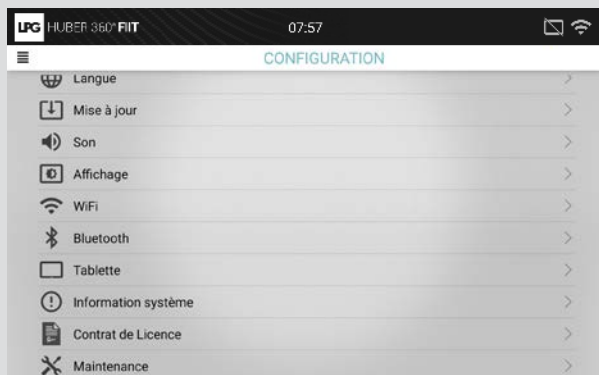 LPG HUBER 360° FIIT 07:57
CONFIGURATION
Langue
Mise à jour
Son
Affichage
WiFi
Bluetooth
Tablette
Information système
Contrat de Licence
Maintenance